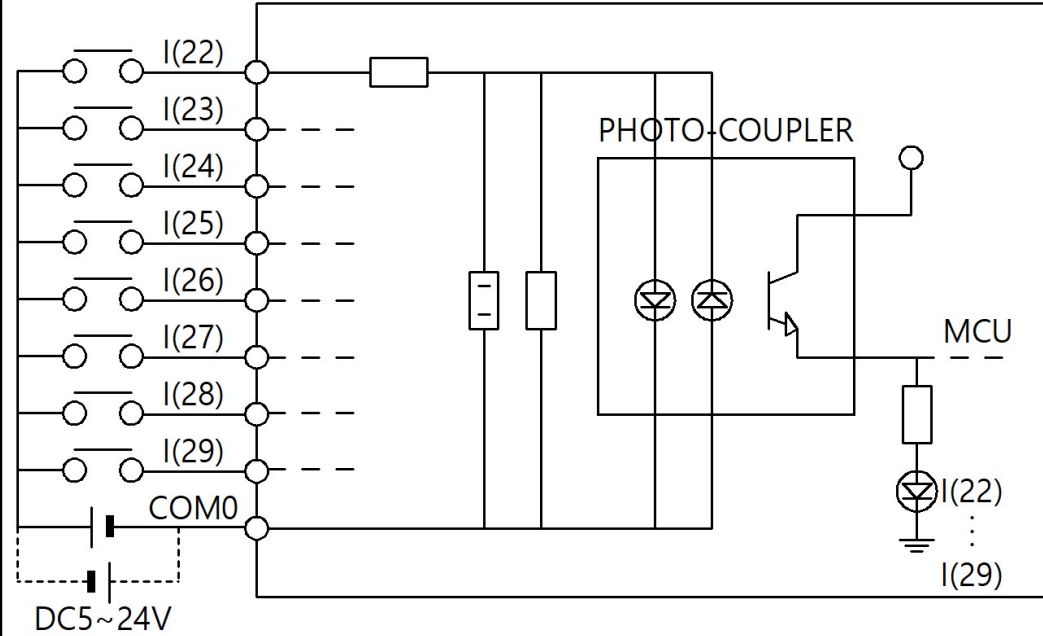 I(22)
I(23)
PHOTO-COUPLER
I(24)
I(25)
I(26)
I(27)
MCU
I(28)
I(29)
COM0
I(22)
⋮
I(29)
DC5~24V